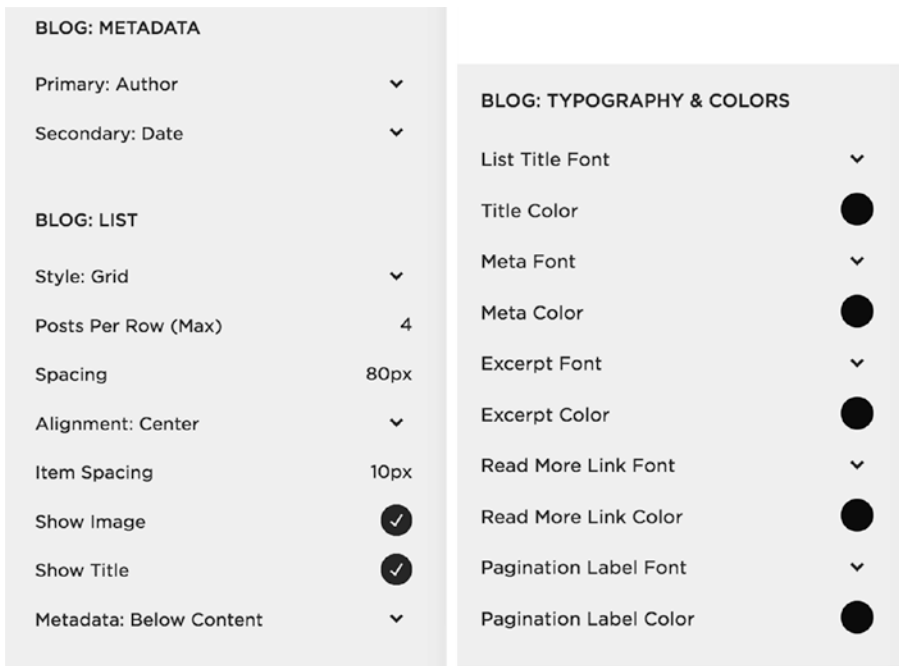 BLOG: METADATA
Primary: Author
Secondary: Date
BLOG: LIST
Style: Grid
Posts Per Row (Max) 4
Spacing 80px
Alignment: Center
Item Spacing 10px
Show Image
Show Title
Metadata: Below Content
BLOG: TYPOGRAPHY & COLORS
List Title Font
Title Color
Meta Font
Meta Color
Excerpt Font
Excerpt Color
Read More Link Font
Read More Link Color
Pagination Label Font
Pagination Label Color